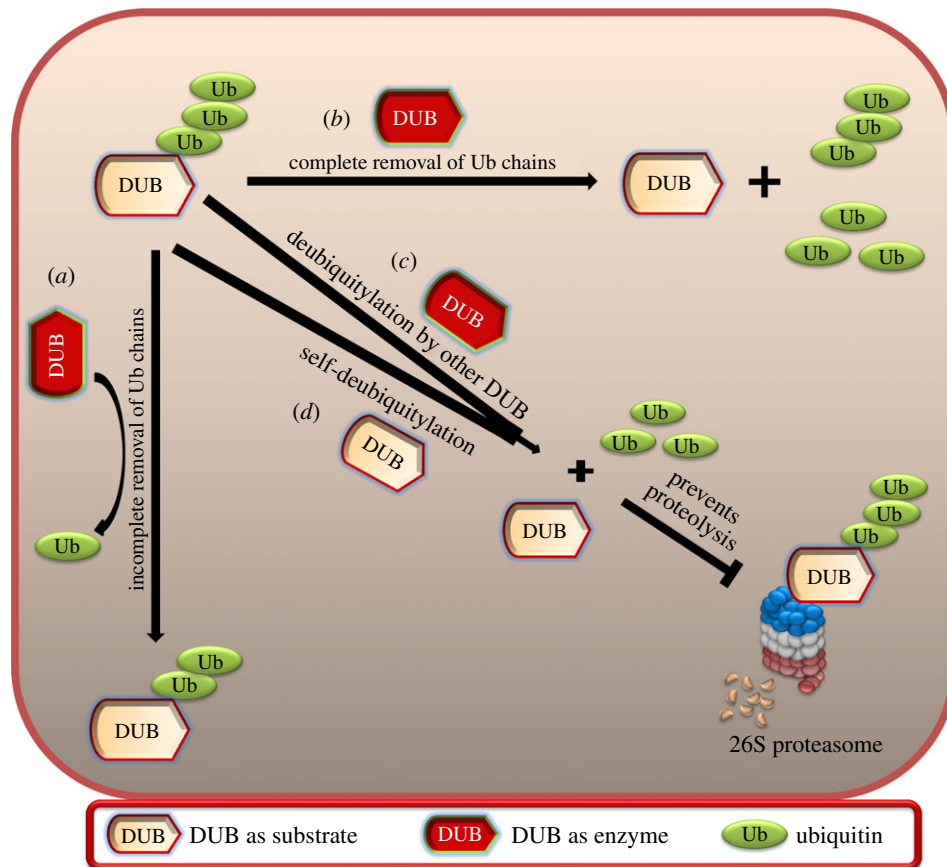 Ub
Ub
Ub
DUB
(b)
DUB
complete removal of Ub chains
DUB
+
Ub
Ub
Ub
Ub
Ub
Ub
(a)
DUB
incomplete removal of Ub chains
Ub
Ub
Ub
DUB
(c)
DUB
deubiquitylation by other DUB
self-deubiquitylation
(d)
DUB
Ub
Ub
Ub
+
DUB
prevents
proteolysis
Ub
Ub
Ub
DUB
26S proteasome
DUB DUB as substrate
DUB DUB as enzyme
Ub ubiquitin